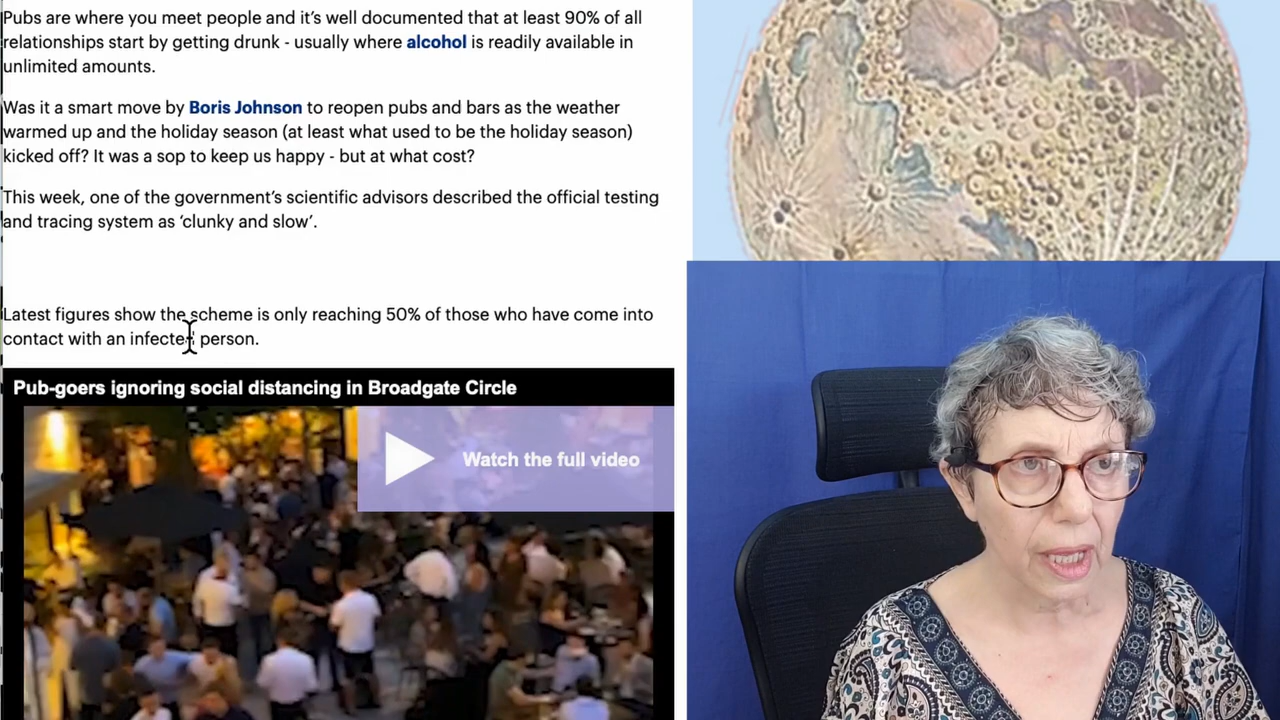 Pubs are where you meet people and it’s well documented that at least 90% of all
relationships start by getting drunk - usually where alcohol is readily available in
unlimited amounts.
Was it a smart move by Boris Johnson to reopen pubs and bars as the weather
warmed up and the holiday season (at least what used to be the holiday season)
kicked off? It was a sop to keep us happy - but at what cost?
This week, one of the government’s scientific advisors described the official testing
and tracing system as ‘clunky and slow’.
Latest figures show the scheme is only reaching 50% of those who have come into
contact with an infected person.
Pub-goers ignoring social distancing in Broadgate Circle
Watch the full video